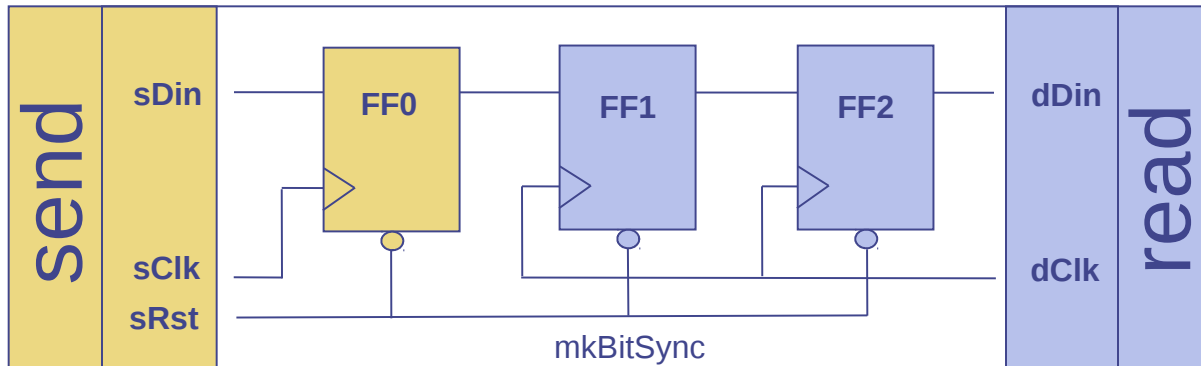 send
sDin
FF0
FF1
FF2
dDin
read
sClk
dClk
sRst
mkBitSync